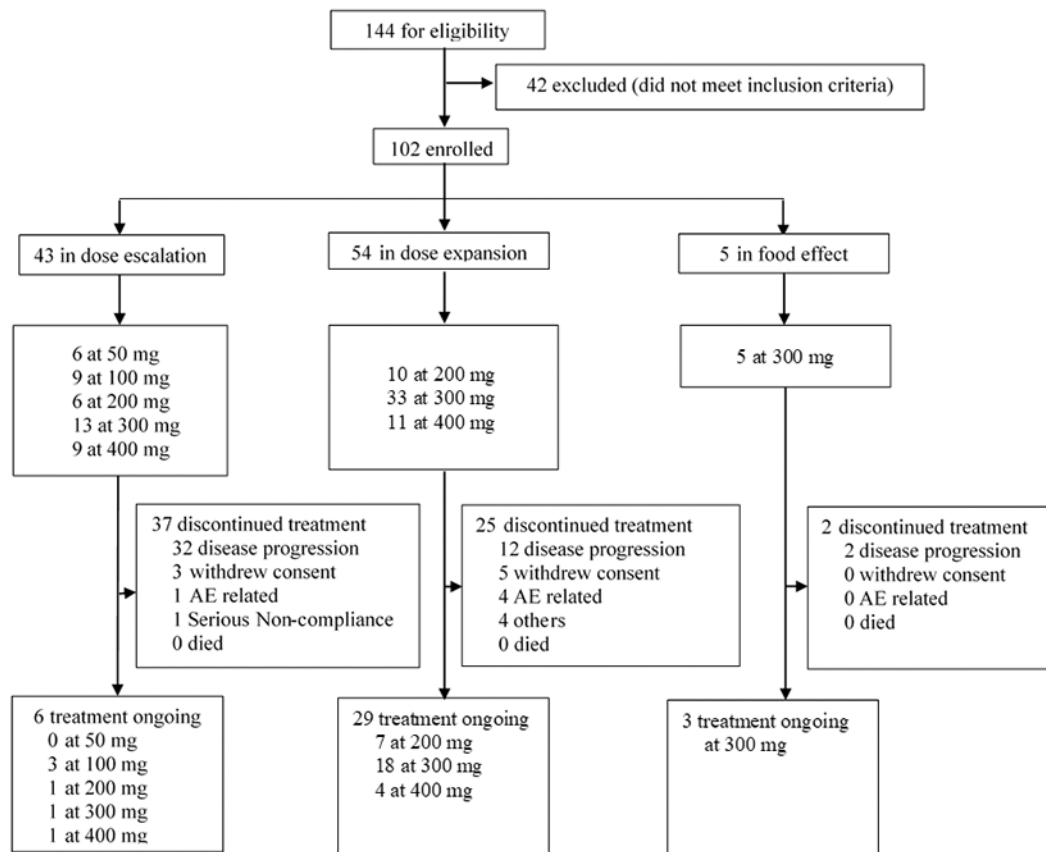 144 for eligibility
42 excluded (did not meet inclusion criteria)
102 enrolled
43 in dose escalation
54 in dose expansion
5 in food effect
6 at 50 mg
9 at 100 mg
6 at 200 mg
13 at 300 mg
9 at 400 mg
10 at 200 mg
33 at 300 mg
11 at 400 mg
5 at 300 mg
37 discontinued treatment
32 disease progression
3 withdrew consent
1 AE related
1 Serious Non-compliance
0 died
25 discontinued treatment
12 disease progression
5 withdrew consent
4 AE related
4 others
0 died
2 discontinued treatment
2 disease progression
0 withdrew consent
0 AE related
0 died
6 treatment ongoing
0 at 50 mg
3 at 100 mg
1 at 200 mg
1 at 300 mg
1 at 400 mg
29 treatment ongoing
7 at 200 mg
18 at 300 mg
4 at 400 mg
3 treatment ongoing
at 300 mg